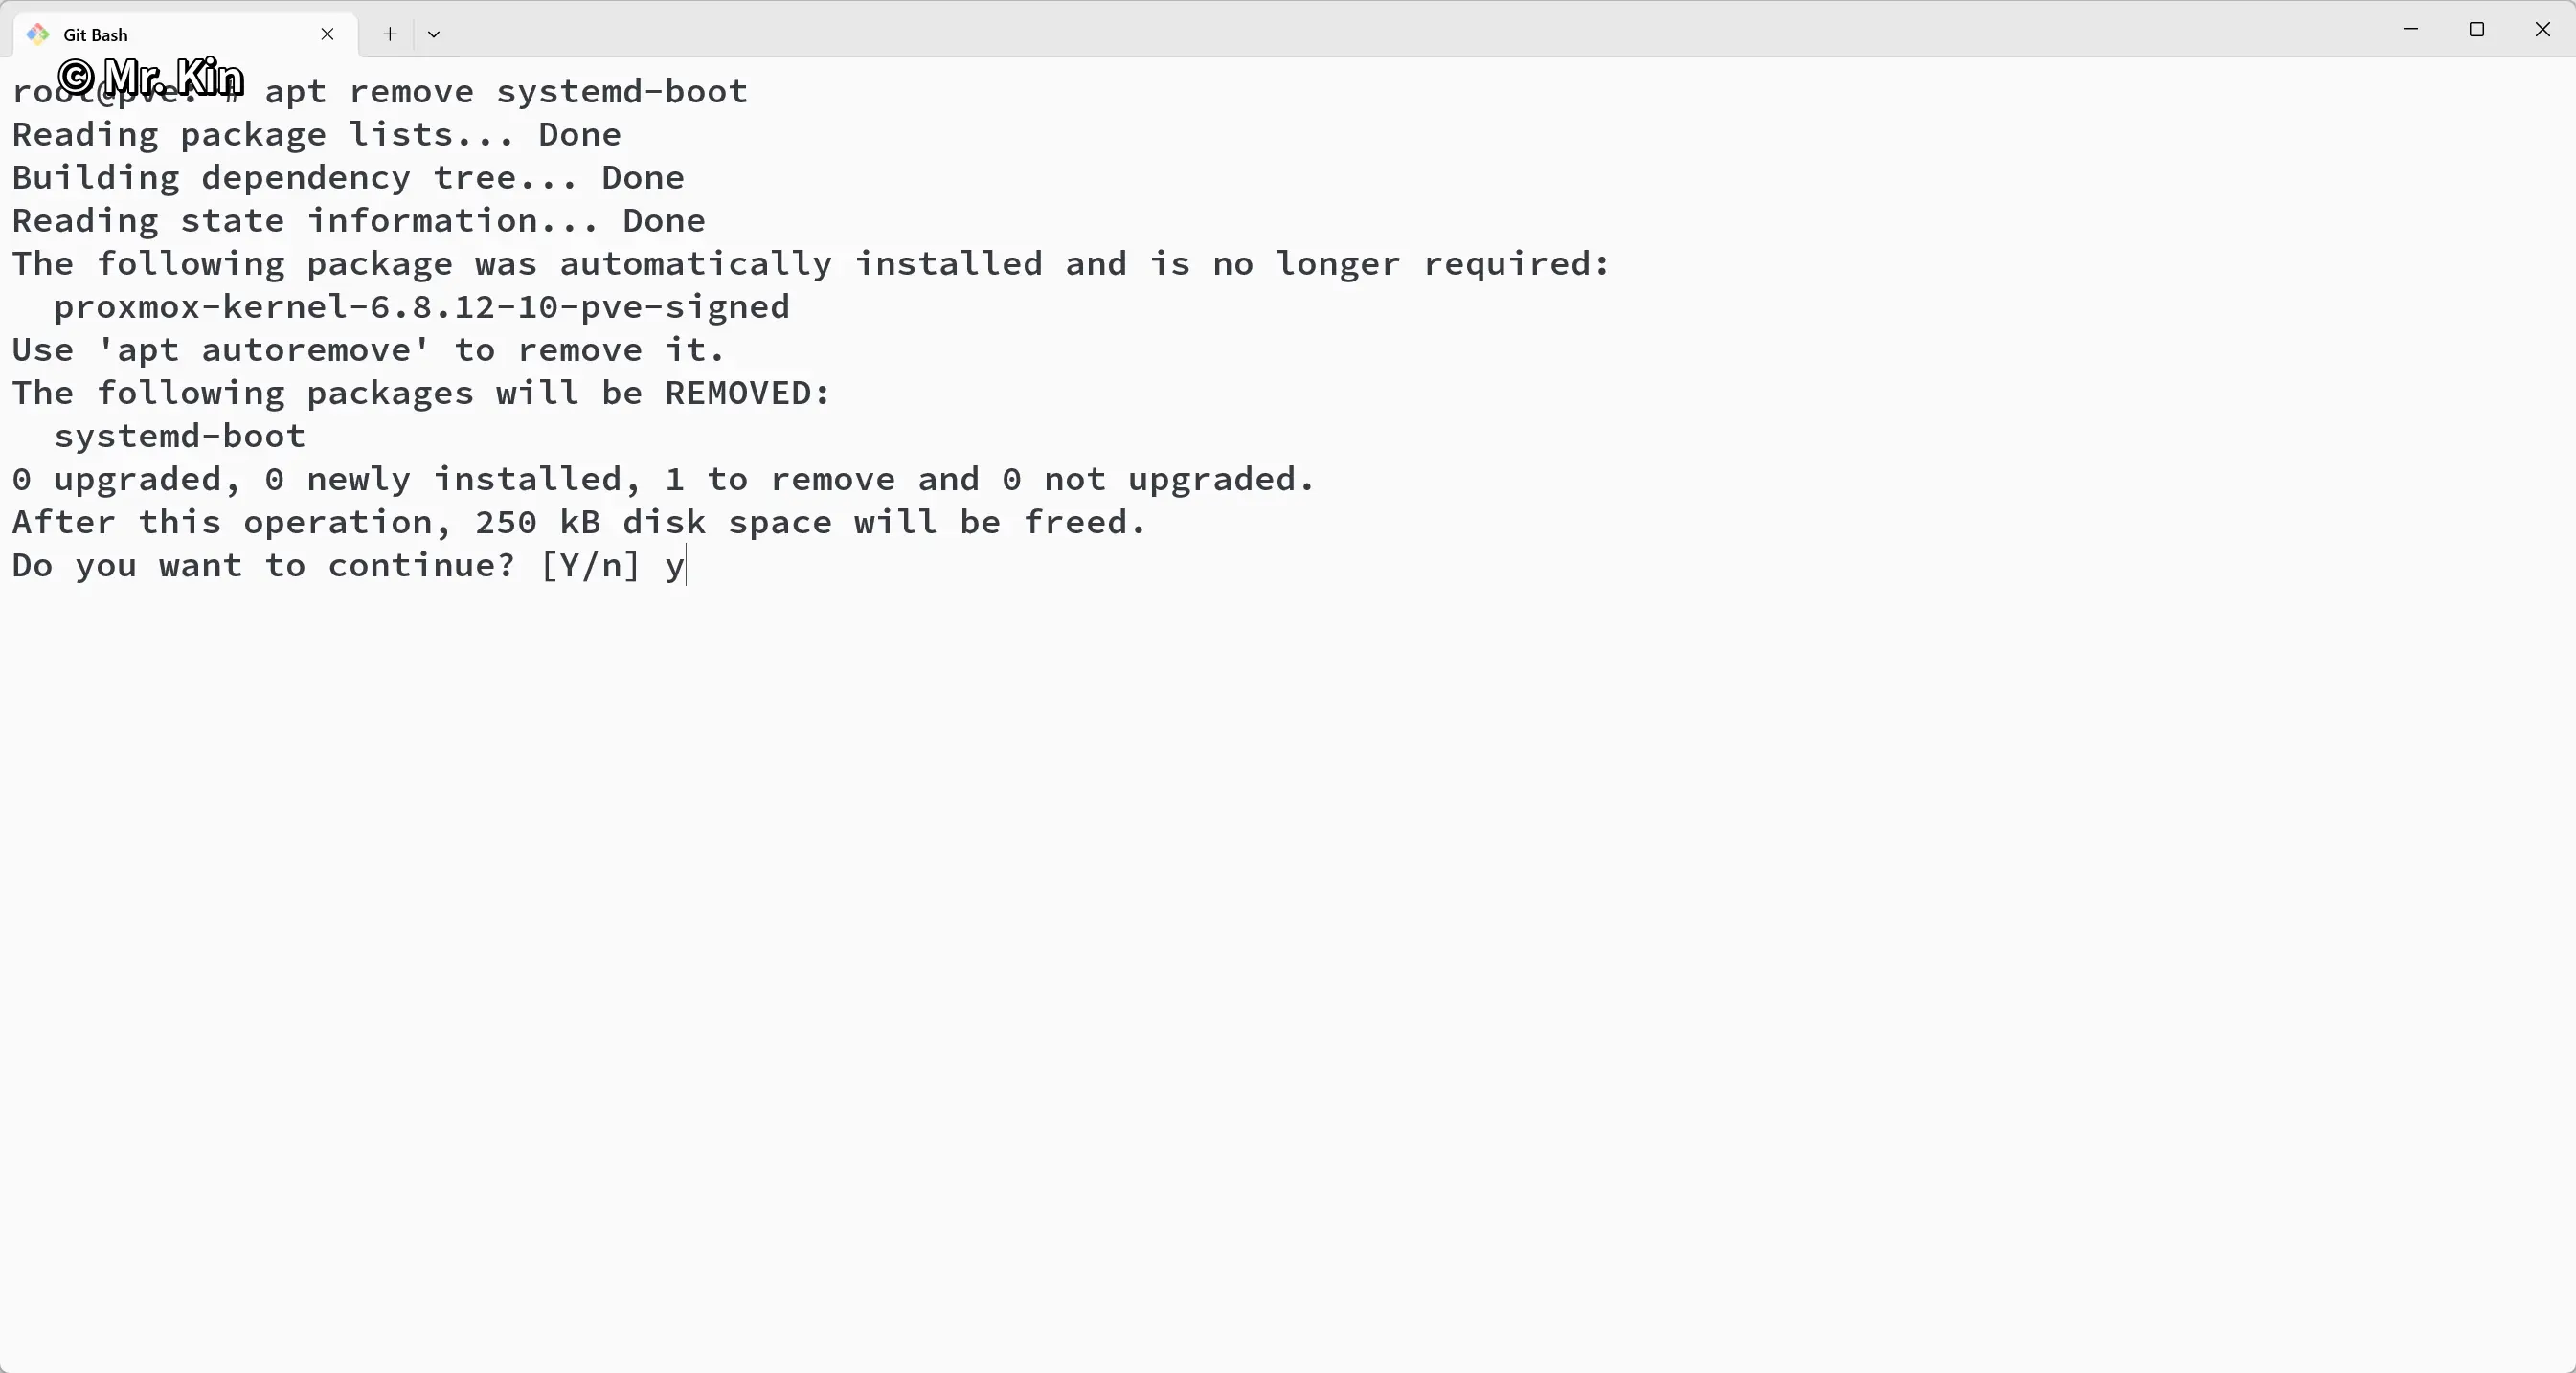 Git Bash
© Mr. Kin
root@pve:~# apt remove systemd-boot
Reading package lists... Done
Building dependency tree... Done
Reading state information... Done
The following package was automatically installed and is no longer required:
  proxmox-kernel-6.8.12-10-pve-signed
Use 'apt autoremove' to remove it.
The following packages will be REMOVED:
  systemd-boot
0 upgraded, 0 newly installed, 1 to remove and 0 not upgraded.
After this operation, 250 kB disk space will be freed.
Do you want to continue? [Y/n] y